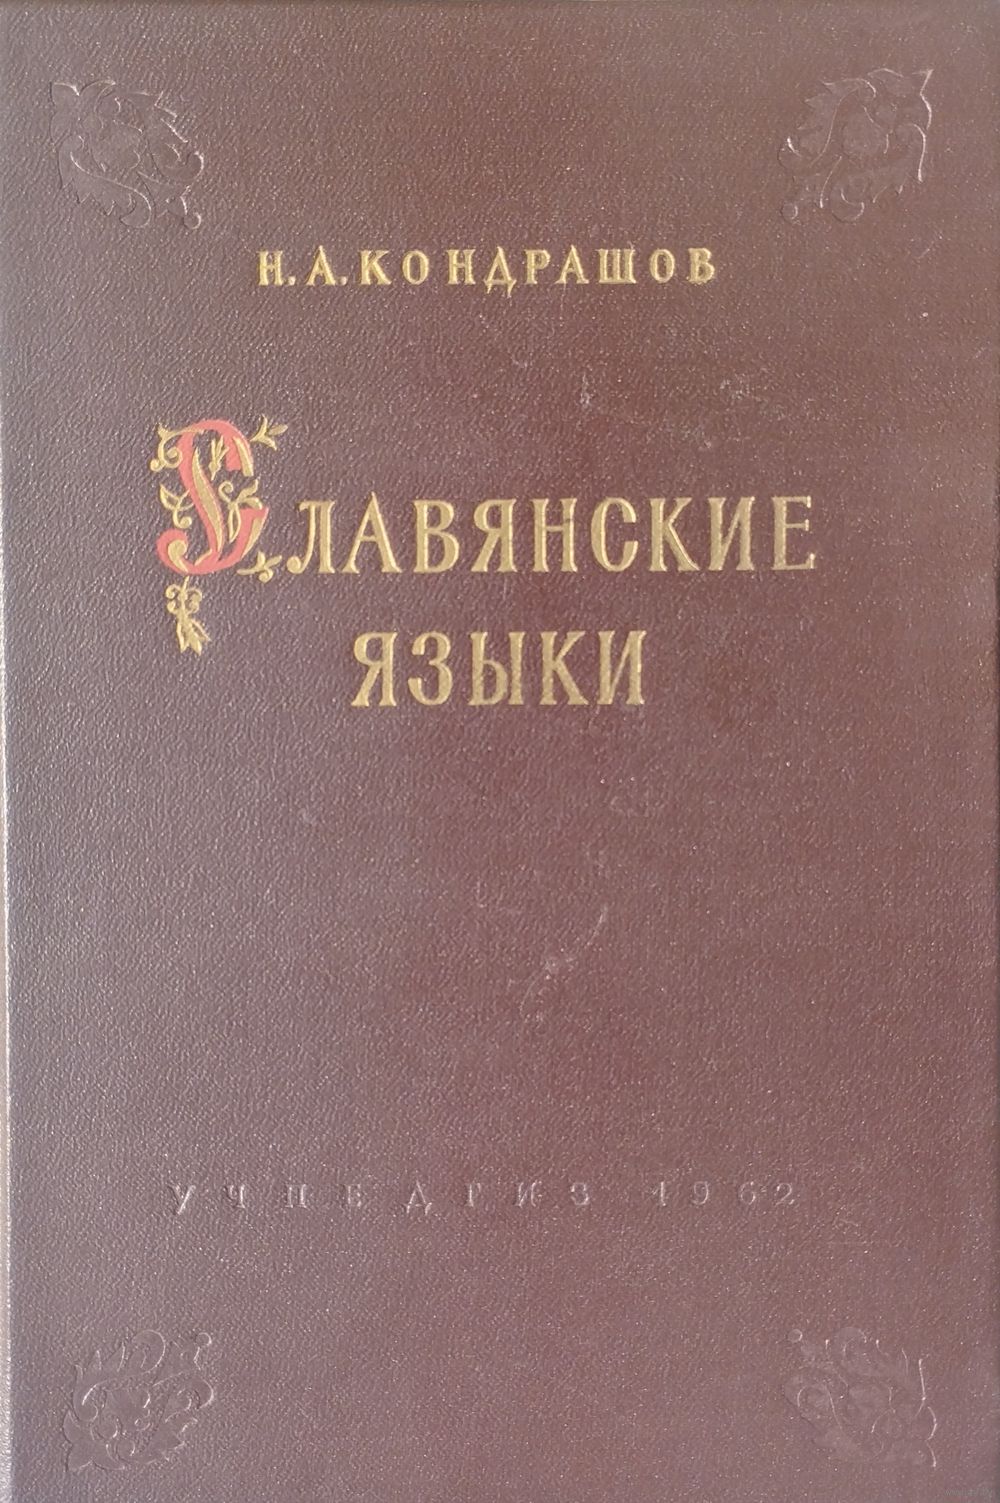 Н. А. КОНДРАШОВ
СЛАВЯНСКИЕ
ЯЗЫКИ
УЧПЕДГИЗ 1962